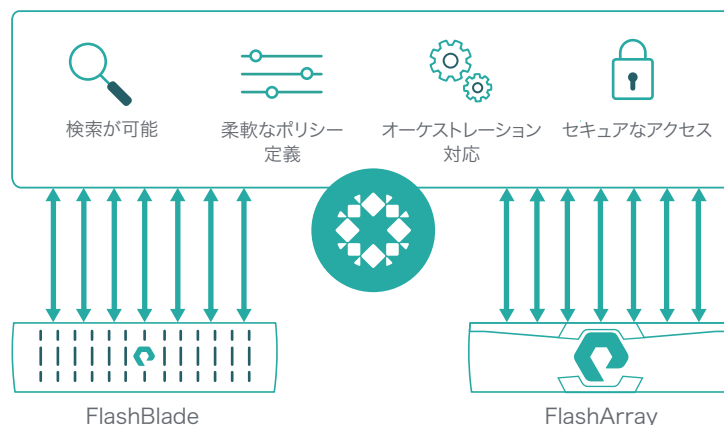 検索が可能
柔軟なポリシー
定義
オーケストレーション
対応
セキュアなアクセス
FlashBlade
FlashArray